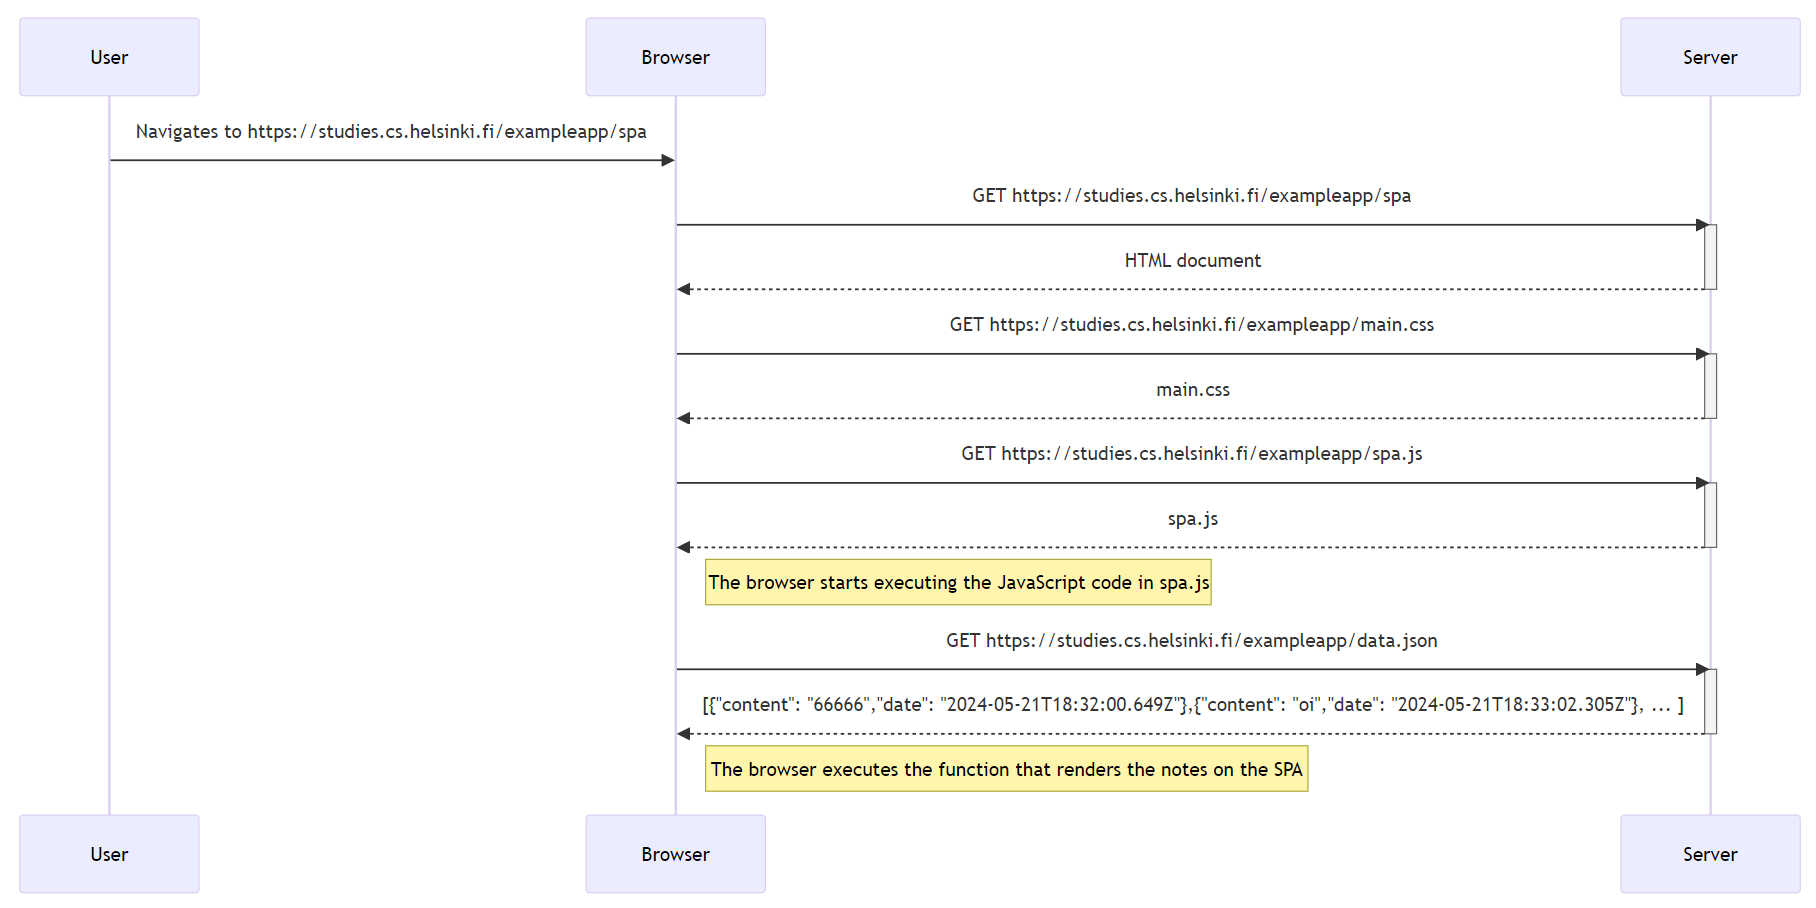 User
Browser
Server
Navigates to https://studies.cs.helsinki.fi/exampleapp/spa
GET https://studies.cs.helsinki.fi/exampleapp/spa
HTML document
GET https://studies.cs.helsinki.fi/exampleapp/main.css
main.css
GET https://studies.cs.helsinki.fi/exampleapp/spa.js
spa.js
The browser starts executing the JavaScript code in spa.js
GET https://studies.cs.helsinki.fi/exampleapp/data.json
[{"content": "66666","date": "2024-05-21T18:32:00.649Z"},{"content": "oi","date": "2024-05-21T18:33:02.305Z"}, ... ]
The browser executes the function that renders the notes on the SPA
User
Browser
Server